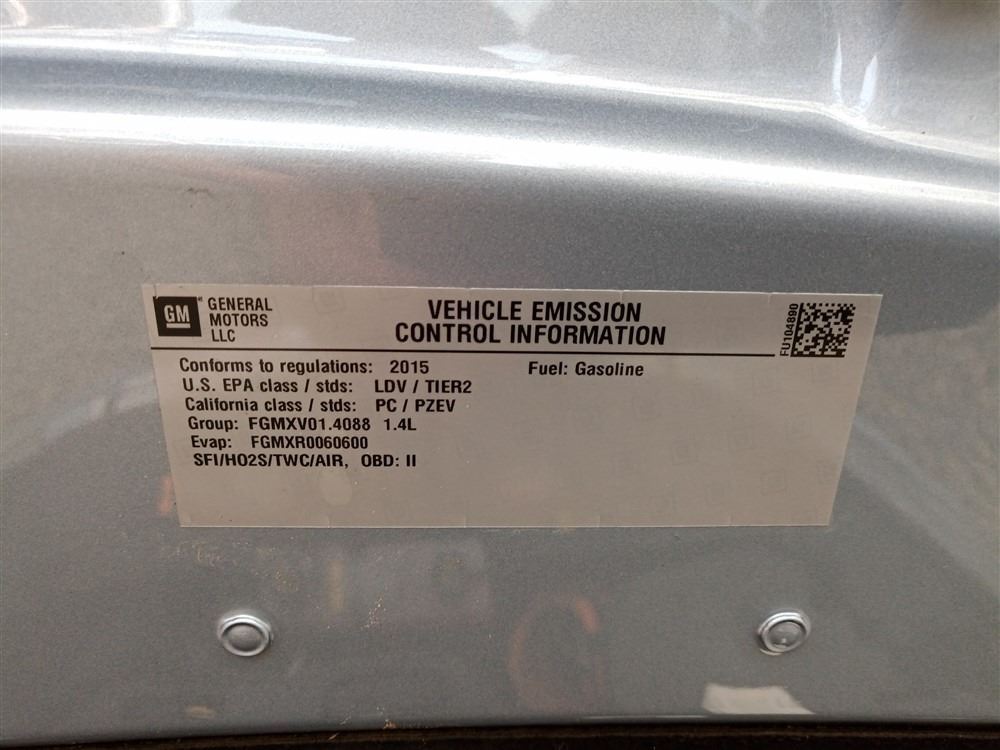 GM
GENERAL
MOTORS
LLC
VEHICLE EMISSION
CONTROL INFORMATION
FU104890
Conforms to regulations: 2015 Fuel: Gasoline
U.S. EPA class / stds: LDV / TIER2
California class / stds: PC / PZEV
Group: FGMXV01.4088 1.4L
Evap: FGMXR0060600
SFI/HO2S/TWC/AIR, OBD: II